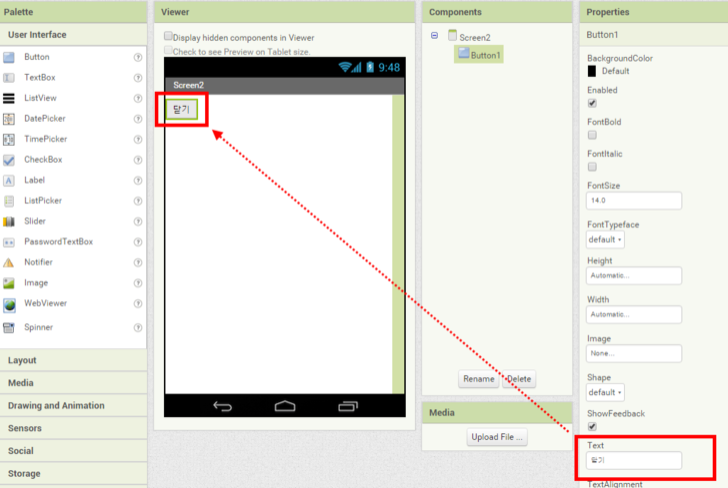 Palette
User Interface
Button
TextBox
ListView
DatePicker
TimePicker
CheckBox
Label
ListPicker
Slider
PasswordTextBox
Notifier
Image
WebViewer
Spinner
Layout
Media
Drawing and Animation
Sensors
Social
Storage
Viewer
Display hidden components in Viewer
Check to see Preview on Tablet size.
9:48
Screen2
닫기
Components
Screen2
Button1
Rename
Delete
Media
Upload File ...
Properties
Button1
BackgroundColor
Default
Enabled
FontBold
FontItalic
FontSize
14.0
FontTypeface
default
Height
Automatic...
Width
Automatic...
Image
None...
Shape
default
ShowFeedback
Text
닫기
TextAlignment